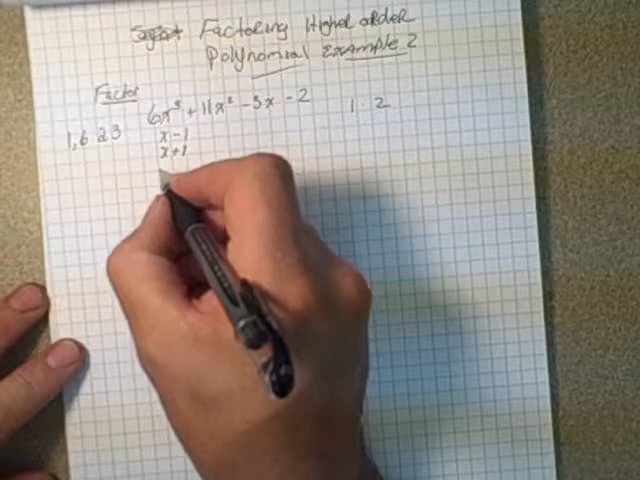 Factoring Higher order
Polynomial Example 2
Factor
6x³ + 11x² - 3x - 2 1 2
1,6 2 3
x - 1
x + 1